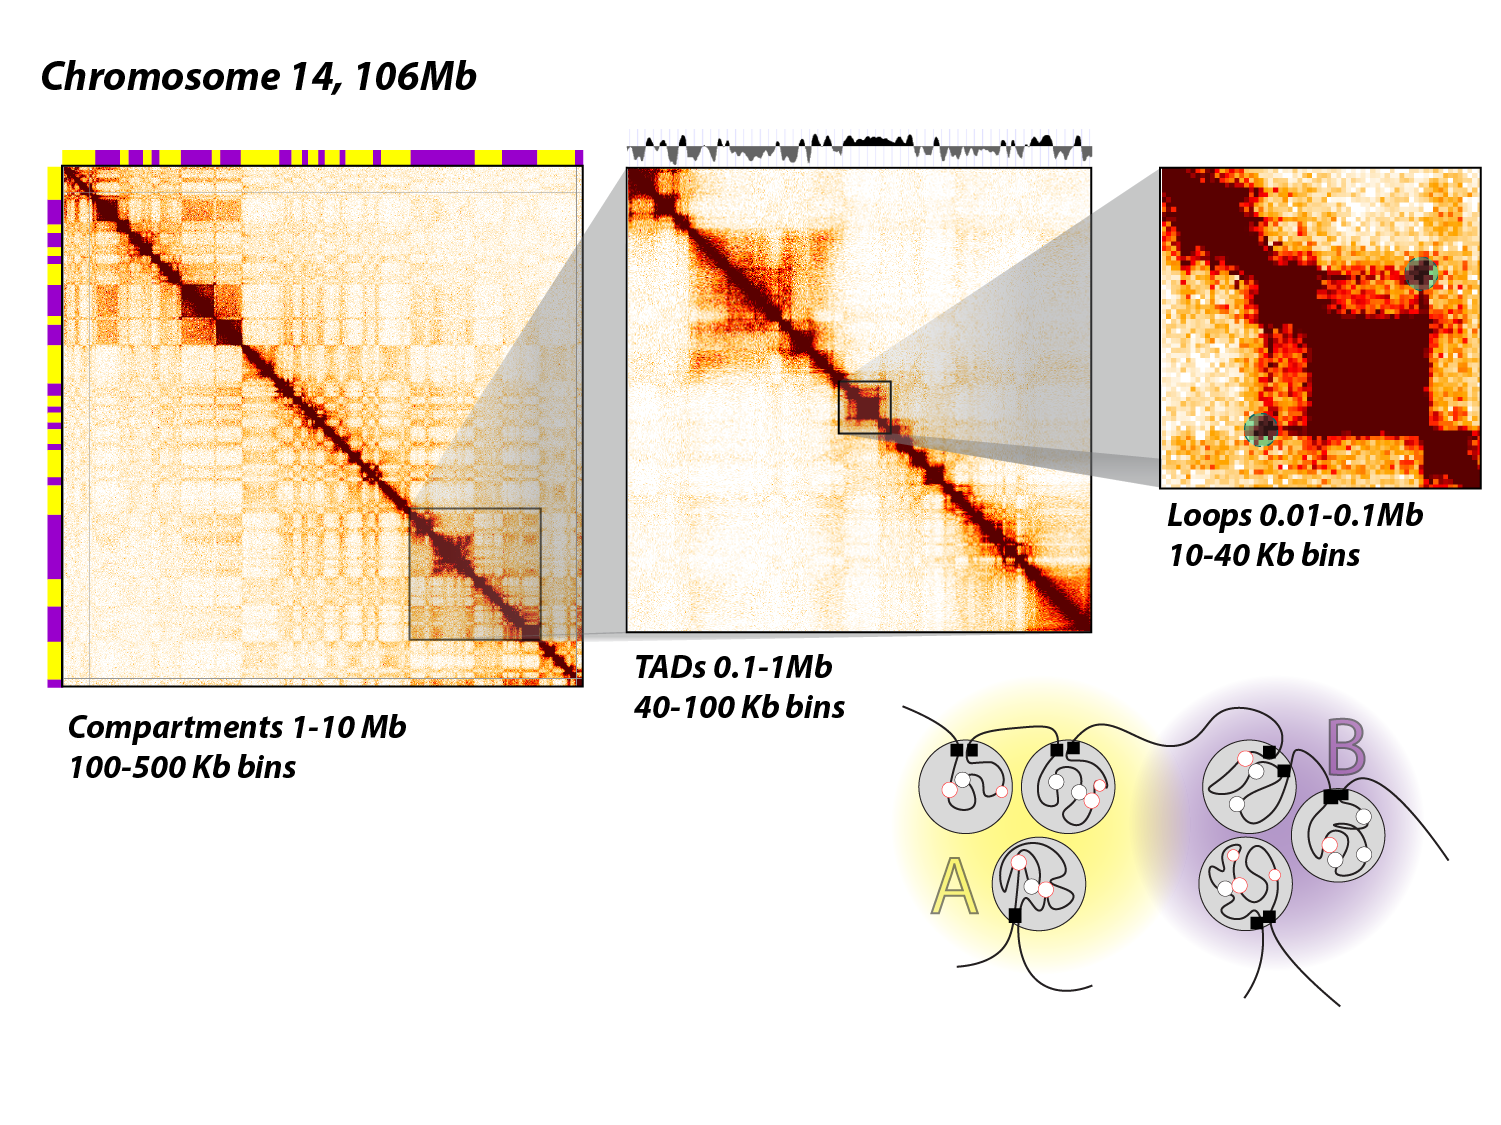 Chromosome 14, 106Mb
Compartments 1-10 Mb
100-500 Kb bins
TADs 0.1-1Mb
40-100 Kb bins
Loops 0.01-0.1Mb
10-40 Kb bins
A
B